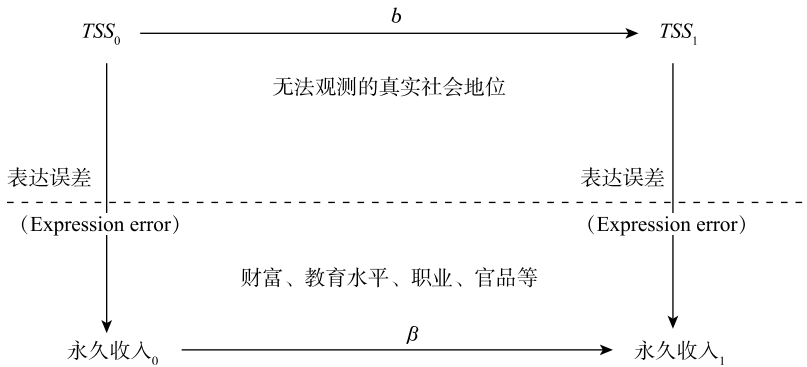 b
TSS₀ TSS₁
无法观测的真实社会地位
表达误差 表达误差
（Expression error） （Expression error）
财富、教育水平、职业、官品等
β
永久收入₀ 永久收入₁